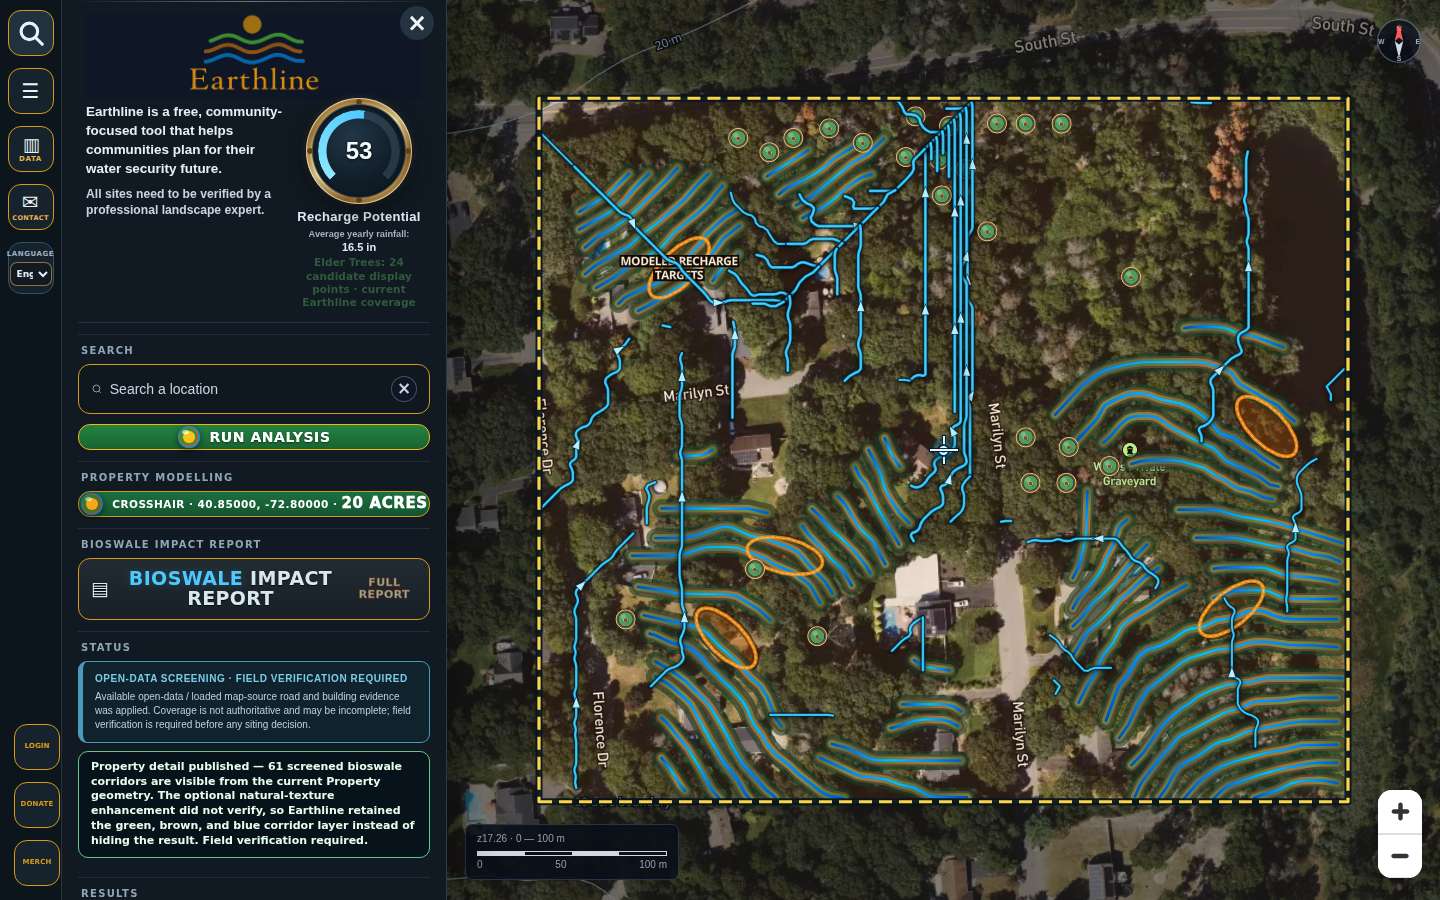 DATA
CONTACT
LANGUAGE
Eng
LOGIN
DONATE
MERCH
Earthline
Earthline is a free, community-
focused tool that helps
communities plan for their
water security future.
All sites need to be verified by a
professional landscape expert.
53
Recharge Potential
Average yearly rainfall:
16.5 in
Elder Trees: 24
candidate display
points · current
Earthline coverage
SEARCH
Search a location
RUN ANALYSIS
PROPERTY MODELLING
CROSSHAIR · 40.85000, -72.80000 · 20 ACRES
BIOSWALE IMPACT REPORT
BIOSWALE IMPACT
REPORT
FULL
REPORT
STATUS
OPEN-DATA SCREENING · FIELD VERIFICATION REQUIRED
Available open-data / loaded map-source road and building evidence
was applied. Coverage is not authoritative and may be incomplete; field
verification is required before any siting decision.
Property detail published — 61 screened bioswale
corridors are visible from the current Property
geometry. The optional natural-texture
enhancement did not verify, so Earthline retained
the green, brown, and blue corridor layer instead of
hiding the result. Field verification required.
RESULTS
20 m
South St
South St
W
E
S
MODELED RECHARGE
TARGETS
Marilyn St
Marilyn St
Graveyard
Florence Dr
Marilyn St
z17.26 · 0 — 100 m
0
50
100 m